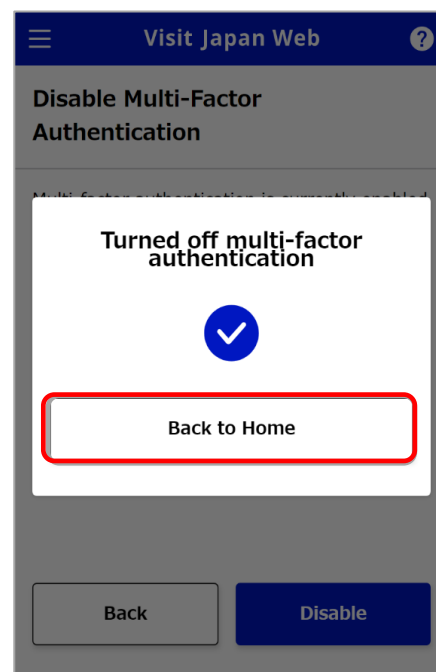 Visit Japan Web ?
Disable Multi-Factor
Authentication
Turned off multi-factor
authentication
Back to Home
Back Disable